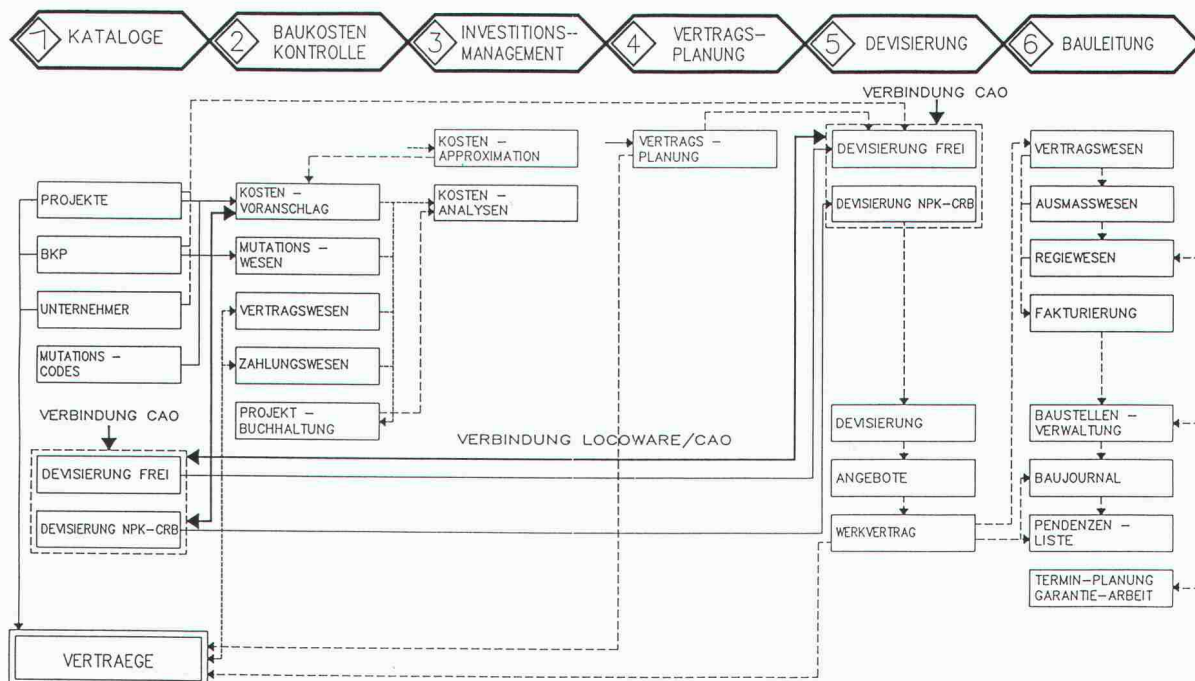 1 KATALOGE
2 BAUKOSTEN
KONTROLLE
3 INVESTITIONS--
MANAGEMENT
4 VERTRAGS-
PLANUNG
5 DEVISIERUNG
6 BAULEITUNG
PROJEKTE
BKP
UNTERNEHMER
MUTATIONS -
CODES
VERBINDUNG CAO
DEVISIERUNG FREI
DEVISIERUNG NPK-CRB
VERTRAEGE
KOSTEN -
VORANSCHLAG
MUTATIONS -
WESEN
VERTRAGSWESEN
ZAHLUNGSWESEN
PROJEKT -
BUCHHALTUNG
KOSTEN -
APPROXIMATION
KOSTEN -
ANALYSEN
VERBINDUNG LOCOWARE/CAO
VERTRAGS -
PLANUNG
VERBINDUNG CAO
DEVISIERUNG FREI
DEVISIERUNG NPK-CRB
DEVISIERUNG
ANGEBOTE
WERKVERTRAG
VERTRAGSWESEN
AUSMASSWESEN
REGIEWESEN
FAKTURIERUNG
BAUSTELLEN -
VERWALTUNG
BAUJOURNAL
PENDENZEN -
LISTE
TERMIN-PLANUNG
GARANTIE-ARBEIT